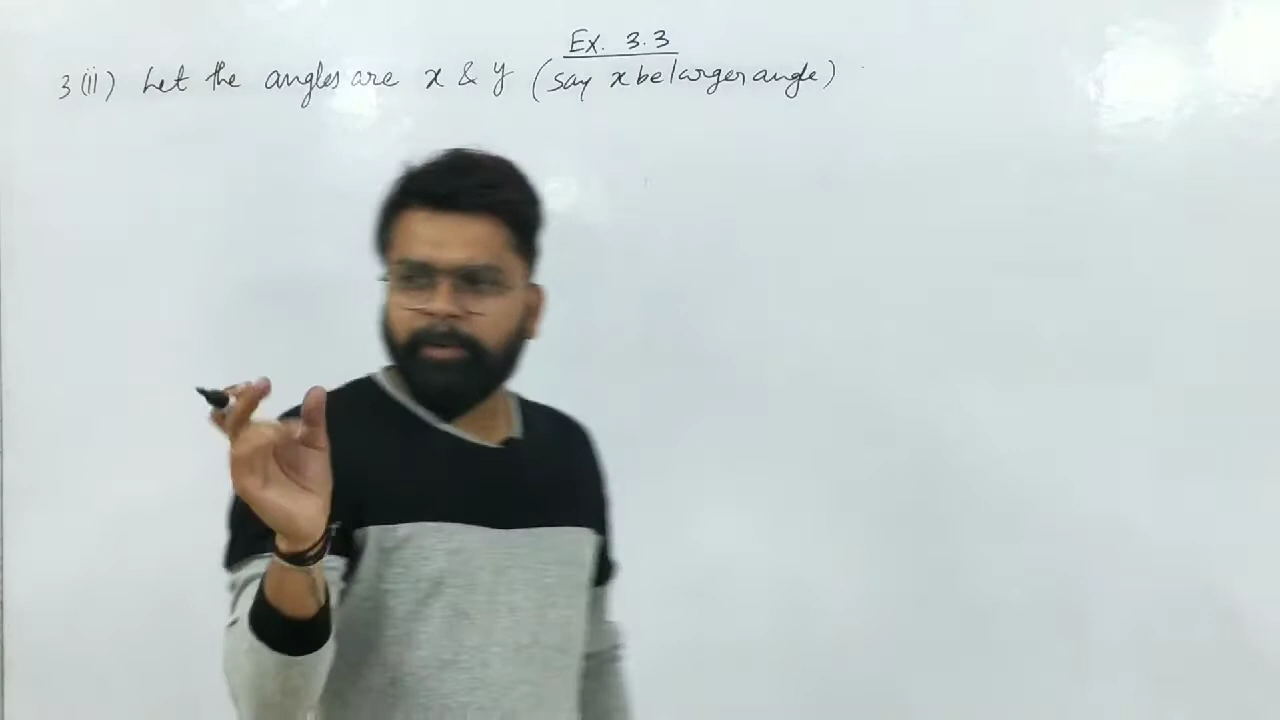 Ex. 3.3
3(ii) Let the angles are x & y (say x be larger angle)